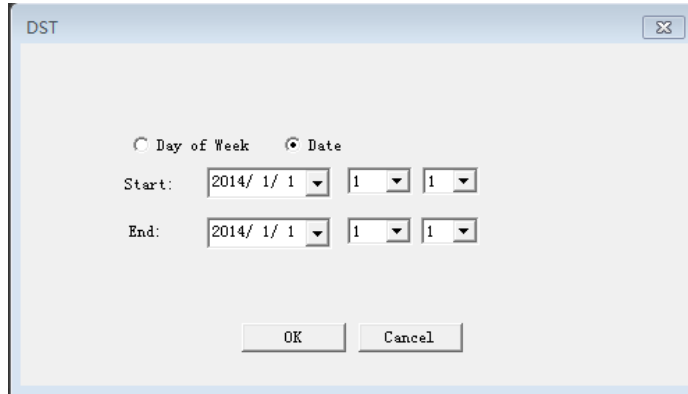 DST
Day of Week Date
Start: 2014/ 1/ 1 1 1
End: 2014/ 1/ 1 1 1
OK Cancel